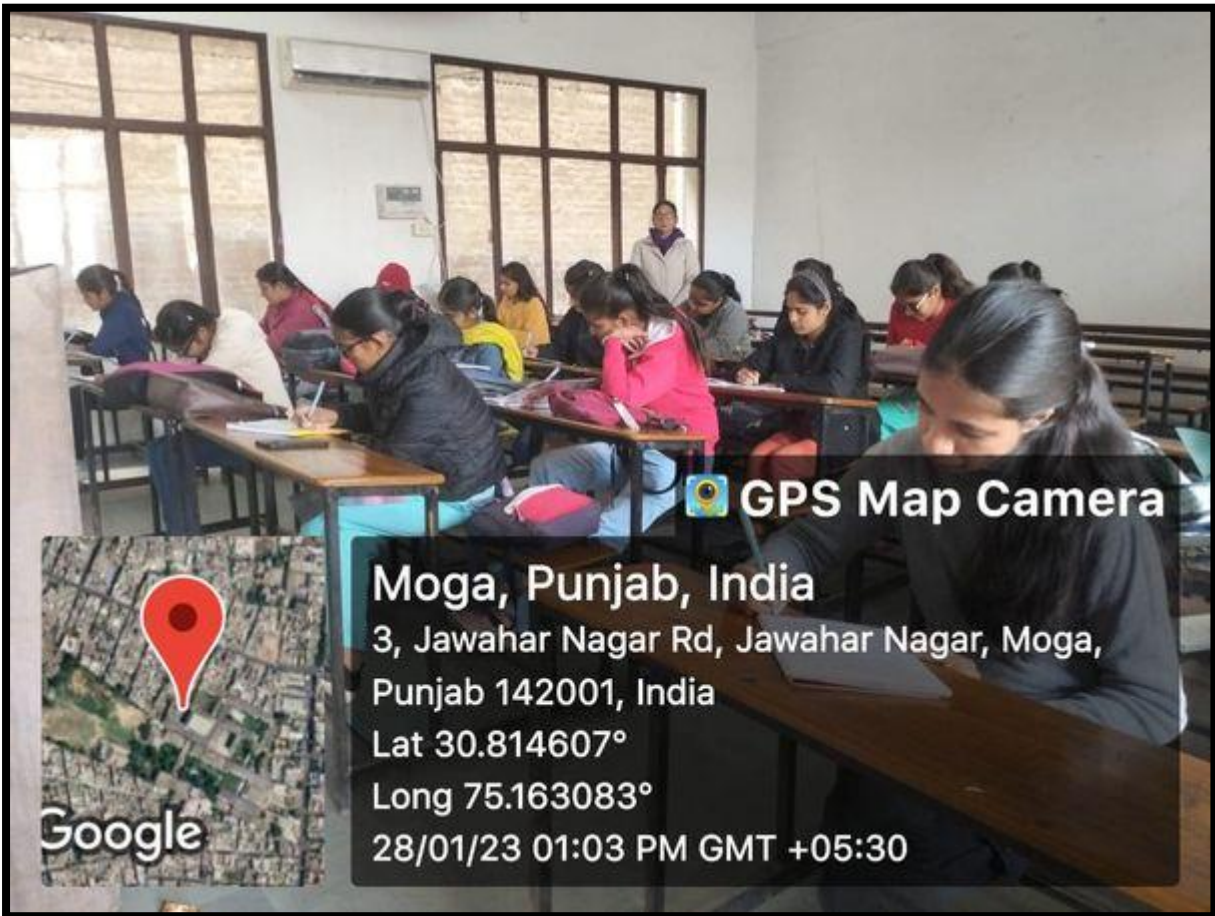 GPS Map Camera
Moga, Punjab, India
3, Jawahar Nagar Rd, Jawahar Nagar, Moga,
Punjab 142001, India
Lat 30.814607°
Long 75.163083°
28/01/23 01:03 PM GMT +05:30
Google